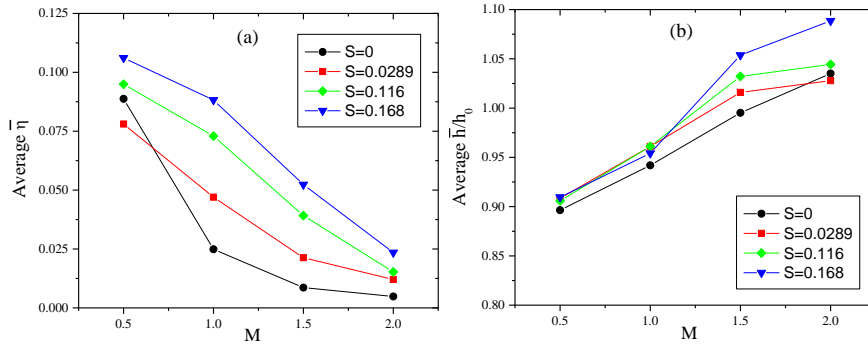 (a)
S=0
S=0.0289
S=0.116
S=0.168
Average η̅
0.125
0.100
0.075
0.050
0.025
0.000
0.5 1.0 1.5 2.0
M
(b)
S=0
S=0.0289
S=0.116
S=0.168
Average h̅/h₀
1.10
1.05
1.00
0.95
0.90
0.85
0.80
0.5 1.0 1.5 2.0
M